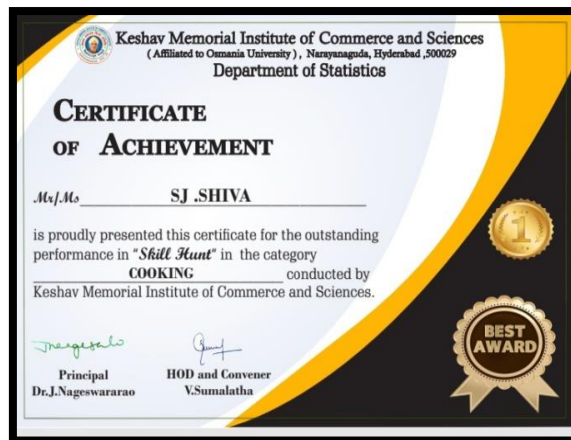 Keshav Memorial Institute of Commerce and Sciences
( Affiliated to Osmania University ) , Narayanaguda, Hyderabad ,500029
Department of Statistics
CERTIFICATE
OF ACHIEVEMENT
Mr/Ms SJ .SHIVA
is proudly presented this certificate for the outstanding
performance in "Skill Hunt" in the category
COOKING conducted by
Keshav Memorial Institute of Commerce and Sciences.
1
BEST
AWARD
Principal
Dr.J.Nageswararao
HOD and Convener
V.Sumalatha